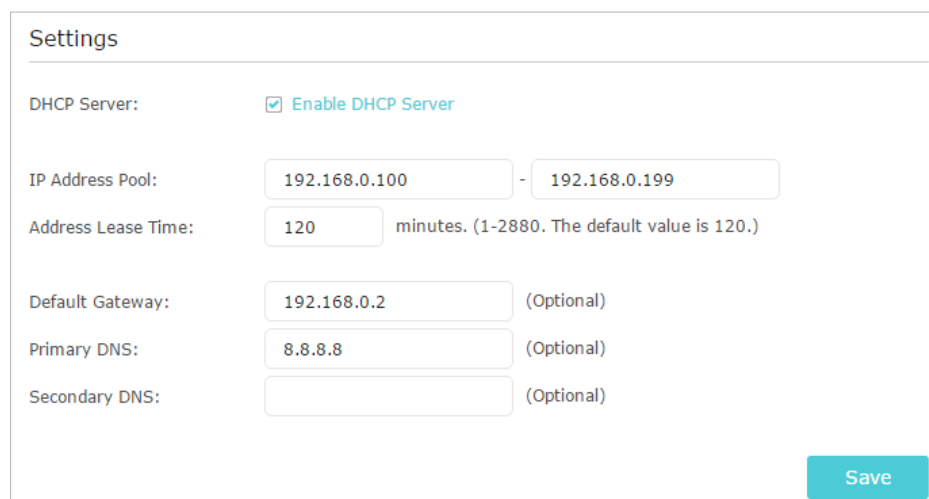 Settings
DHCP Server: Enable DHCP Server
IP Address Pool: 192.168.0.100 - 192.168.0.199
Address Lease Time: 120 minutes. (1-2880. The default value is 120.)
Default Gateway: 192.168.0.2 (Optional)
Primary DNS: 8.8.8.8 (Optional)
Secondary DNS: (Optional)
Save